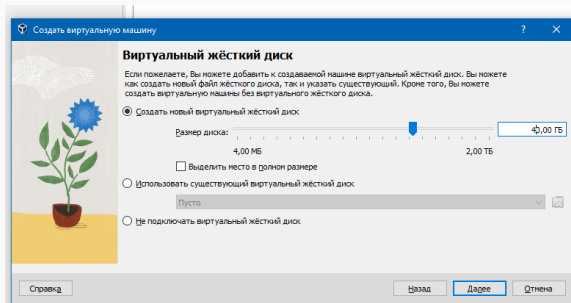 Создать виртуальную машину
Виртуальный жёсткий диск
Если пожелаете, Вы можете добавить к создаваемой машине виртуальный жёсткий диск. Вы можете
как создать новый файл жёсткого диска, так и указать существующий. Кроме того, Вы можете
создать виртуальную машины без виртуального жёсткого диска.
Создать новый виртуальный жёсткий диск
Размер диска: 40,00 ГБ
4,00 МБ 2,00 ТБ
Выделить место в полном размере
Использовать существующий виртуальный жёсткий диск
Пусто
Не подключать виртуальный жёсткий диск
Справка Назад Далее Отмена